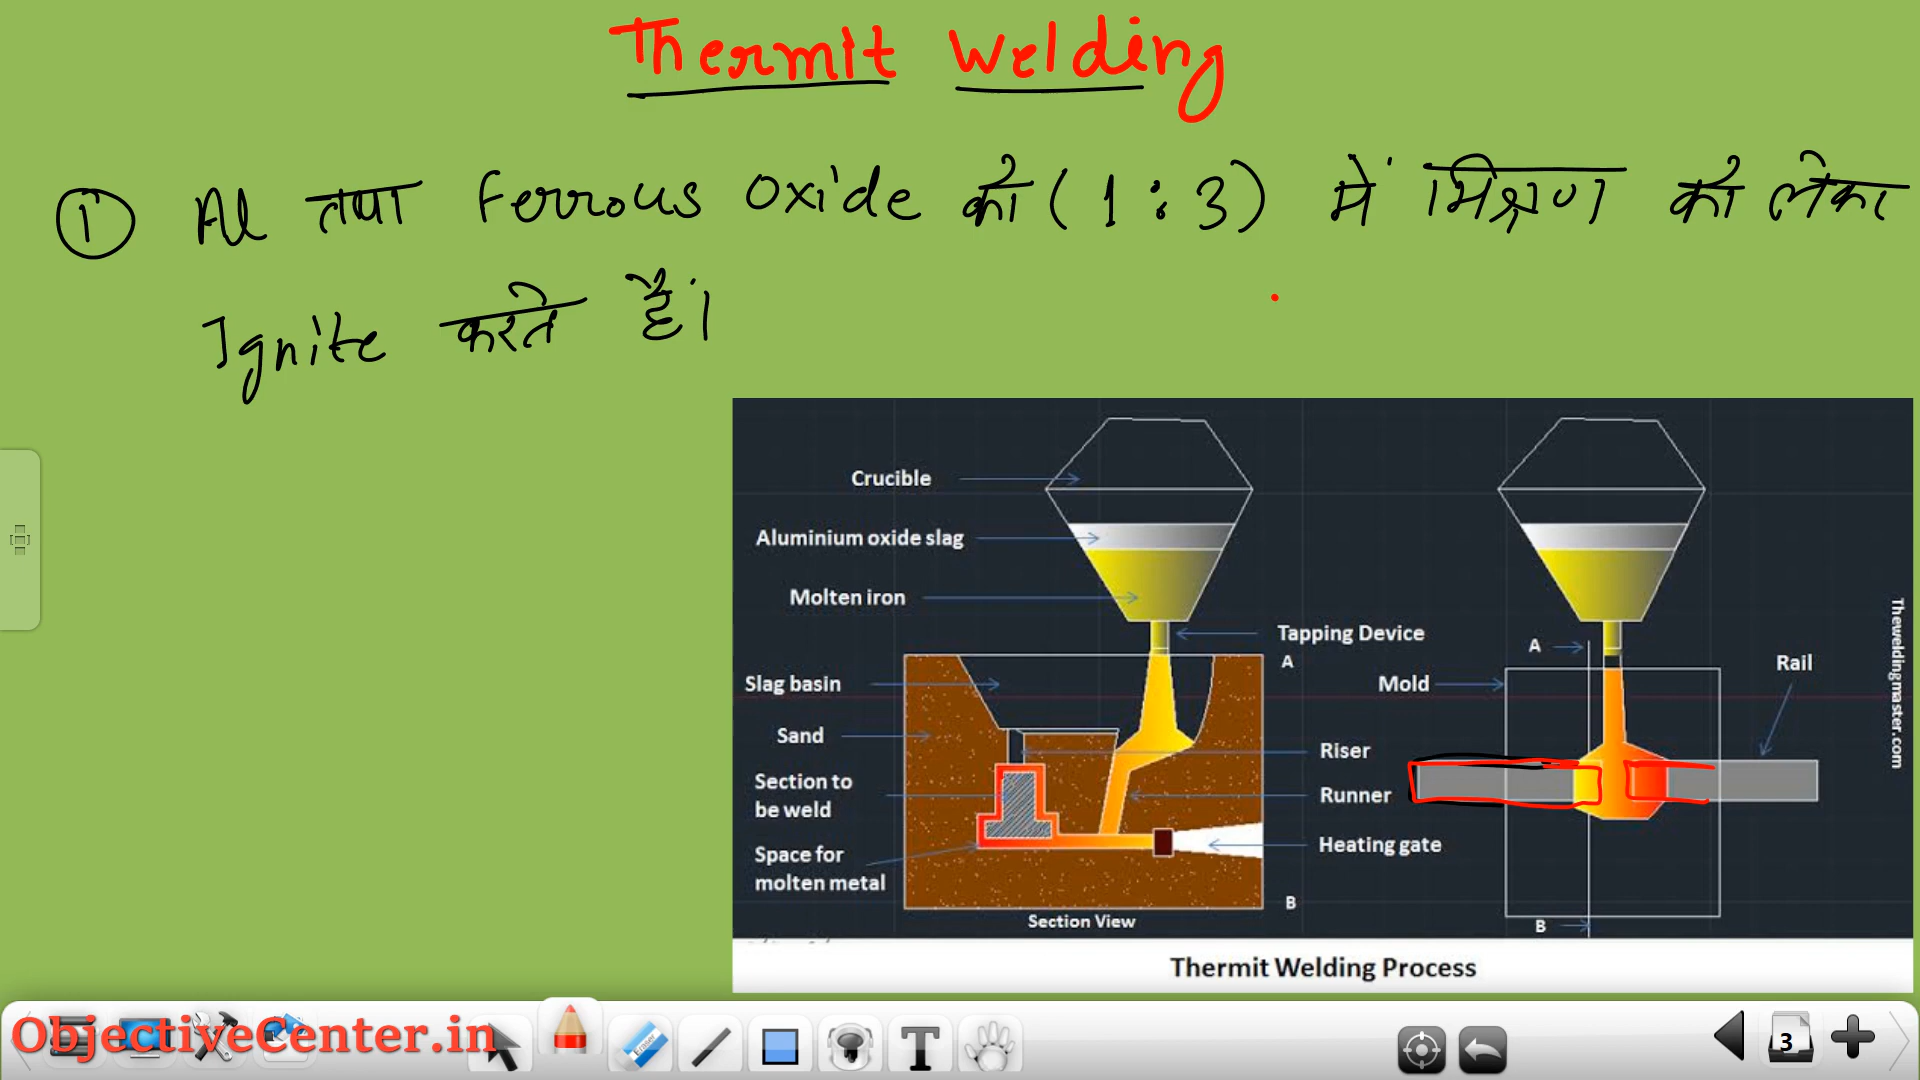 Thermit Welding
① Al तथा Ferrous Oxide को (1:3) में मिश्रण को लेकर
Ignite करते हैं।
Crucible
Aluminium oxide slag
Molten iron
Tapping Device
A
Slag basin
Sand
Section to
be weld
Space for
molten metal
Riser
Runner
Heating gate
B
Section View
A
Mold
Rail
B
Theweldingmaster.com
Thermit Welding Process
ObjectiveCenter.in
Eraser
T
3